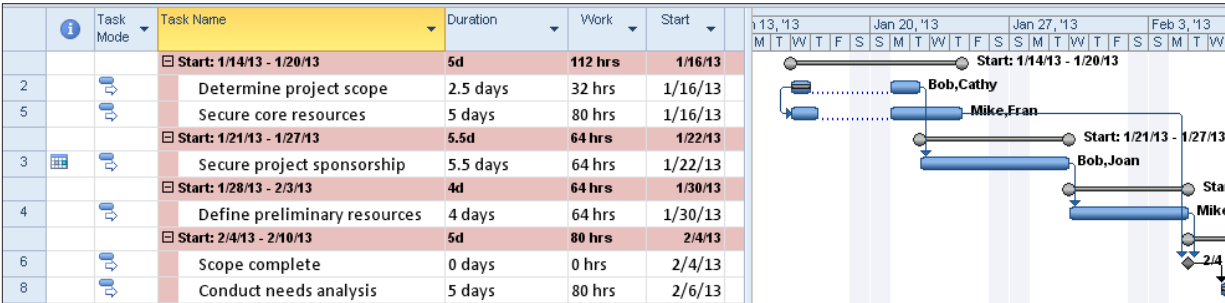 Task Mode Task Name Duration Work Start n 13, '13 Jan 20, '13 Jan 27, '13 Feb 3, '13
M T W T F S S M T W T F S S M T W T F S S M T W
Start: 1/14/13 - 1/20/13 5d 112 hrs 1/16/13 Start: 1/14/13 - 1/20/13
2 Determine project scope 2.5 days 32 hrs 1/16/13 Bob,Cathy
5 Secure core resources 5 days 80 hrs 1/16/13 Mike,Fran
Start: 1/21/13 - 1/27/13 5.5d 64 hrs 1/22/13 Start: 1/21/13 - 1/27/13
3 Secure project sponsorship 5.5 days 64 hrs 1/22/13 Bob,Joan
Start: 1/28/13 - 2/3/13 4d 64 hrs 1/30/13 Sta
4 Define preliminary resources 4 days 64 hrs 1/30/13 Mike
Start: 2/4/13 - 2/10/13 5d 80 hrs 2/4/13
6 Scope complete 0 days 0 hrs 2/4/13 2/4
8 Conduct needs analysis 5 days 80 hrs 2/6/13